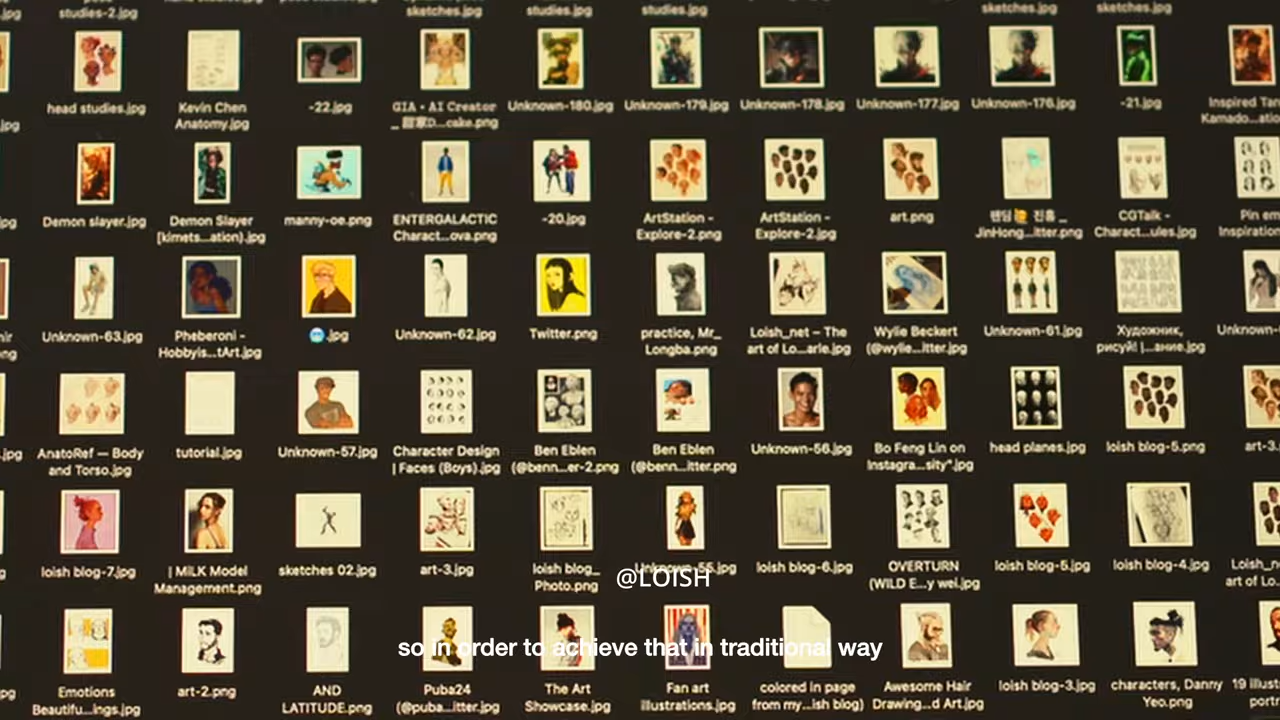 studies-2.jpg
sketches.jpg
studies.jpg
studies.jpg
sketches.jpg
sketches.jpg
.jpg
head studies.jpg
Kevin Chen
Anatomy.jpg
-22.jpg
GIA • AI Creator
Unknown-180.jpg
Unknown-179.jpg
Unknown-178.jpg
Unknown-177.jpg
Unknown-176.jpg
-21.jpg
Inspired Tan
Kamado...atio
Demon slayer.jpg
Demon Slayer
[kimets...ation).jpg
manny-oe.png
ENTERGALACTIC
Charact...ova.png
-20.jpg
ArtStation -
Explore-2.png
ArtStation -
Explore-2.jpg
art.png
JinHong...itter.png
CGTalk -
Charact...ules.jpg
Pin em
Inspiration
Unknown-63.jpg
Pheberoni -
Hobbyis...tArt.jpg
🥶.jpg
Unknown-62.jpg
Twitter.png
practice, Mr_
Longba.png
Loish_net – The
art of Lo...arle.jpg
Wylie Beckert
(@wylie...itter.jpg
Unknown-61.jpg
Художник,
рисуй! |...ание.jpg
Unknown-
AnatoRef — Body
and Torso.jpg
tutorial.jpg
Unknown-57.jpg
Character Design
| Faces (Boys).jpg
Ben Eblen
(@benn...er-2.png
Ben Eblen
(@benn...itter.png
Unknown-56.jpg
Bo Feng Lin on
Instagra...sity".jpg
head planes.jpg
loish blog-5.png
art-3.
loish blog-7.jpg
| MiLK Model
Management.png
sketches 02.jpg
art-3.jpg
loish blog_
Photo.png
Unknown-55.jpg
@LOISH
loish blog-6.jpg
OVERTURN
(WILD E...y wei.jpg
loish blog-5.jpg
loish blog-4.jpg
Loish_n
art of Lo.
so in order to achieve that in traditional way
Emotions
Beautifu...ings.jpg
art-2.png
AND
LATITUDE.png
Puba24
(@puba...itter.jpg
The Art
Showcase.jpg
Fan art
illustrations.jpg
colored in page
from my...ish blog)
Awesome Hair
Drawing...d Art.jpg
loish blog-3.jpg
characters, Danny
Yeo.png
19 illust
portr